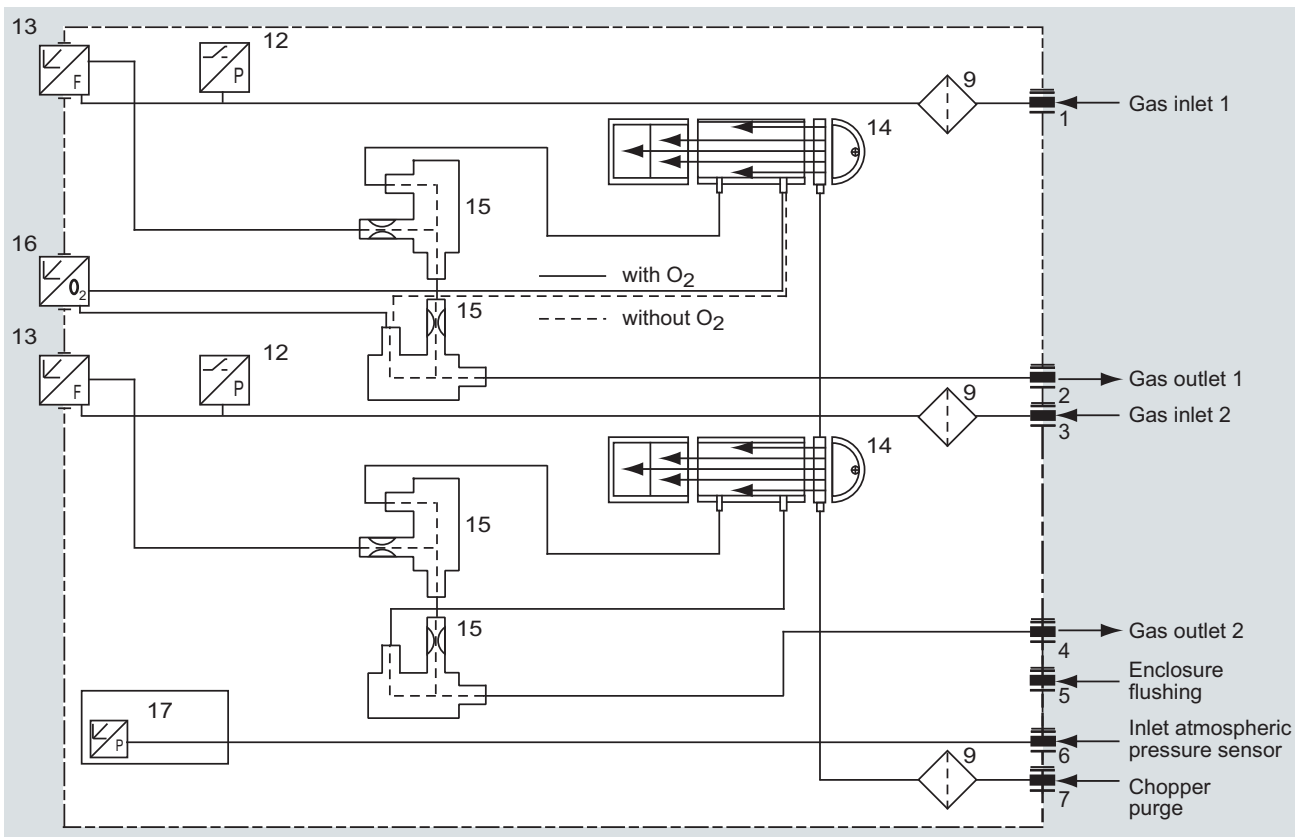 13
12
F
P
9
1
Gas inlet 1
14
15
16
O2
with O2
15
without O2
13
12
F
P
2
Gas outlet 1
9
3
Gas inlet 2
14
15
15
4
Gas outlet 2
5
Enclosure
flushing
17
P
6
Inlet atmospheric
pressure sensor
9
7
Chopper
purge